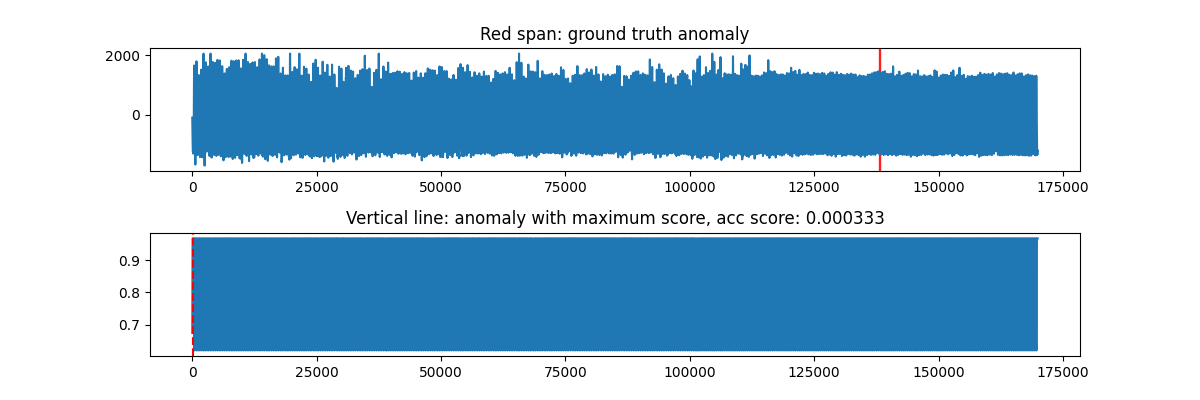 Red span: ground truth anomaly
2000
0
0 25000 50000 75000 100000 125000 150000 175000
Vertical line: anomaly with maximum score, acc score: 0.000333
0.9
0.8
0.7
0 25000 50000 75000 100000 125000 150000 175000